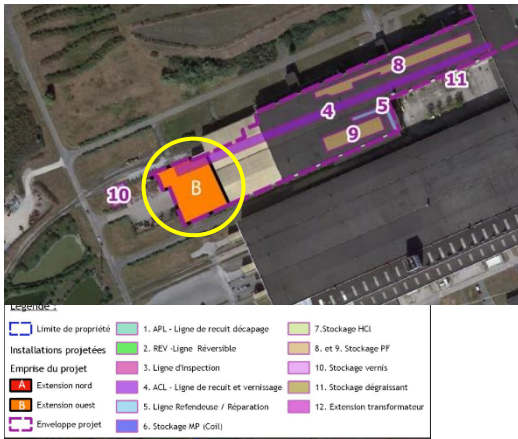 8
11
4
5
9
B
10
Légende :
Limite de propriété
Installations projetées
Emprise du projet
A Extension nord
B Extension ouest
Enveloppe projet
1. APL - Ligne de recuit décapage
2. REV -Ligne Réversible
3. Ligne d'inspection
4. ACL - Ligne de recuit et vernissage
5. Ligne Refendeuse / Réparation
6. Stockage MP (Coil)
7.Stockage HCl
8. et 9. Stockage PF
10. Stockage vernis
11. Stockage dégraissant
12. Extension transformateur